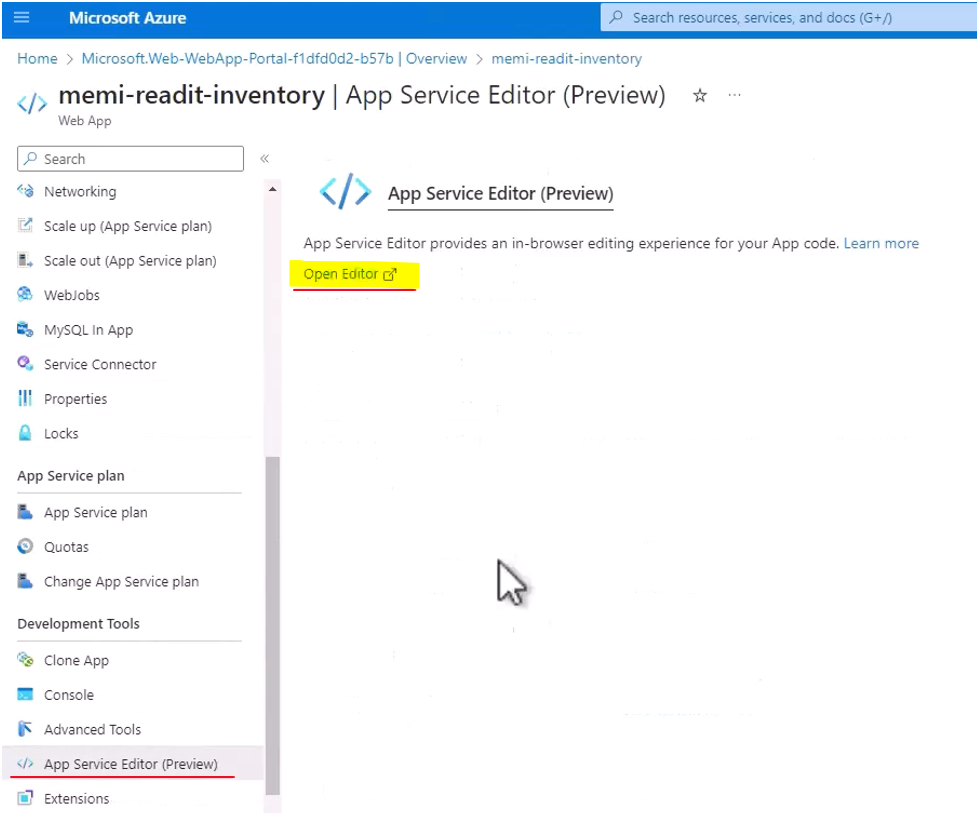 Microsoft Azure
Search resources, services, and docs (G+/)
Home > Microsoft.Web-WebApp-Portal-f1dfd0d2-b57b | Overview > memi-readit-inventory
memi-readit-inventory | App Service Editor (Preview)
Web App
Search
Networking
Scale up (App Service plan)
Scale out (App Service plan)
WebJobs
MySQL In App
Service Connector
Properties
Locks
App Service plan
App Service plan
Quotas
Change App Service plan
Development Tools
Clone App
Console
Advanced Tools
App Service Editor (Preview)
Extensions
App Service Editor (Preview)
App Service Editor provides an in-browser editing experience for your App code. Learn more
Open Editor